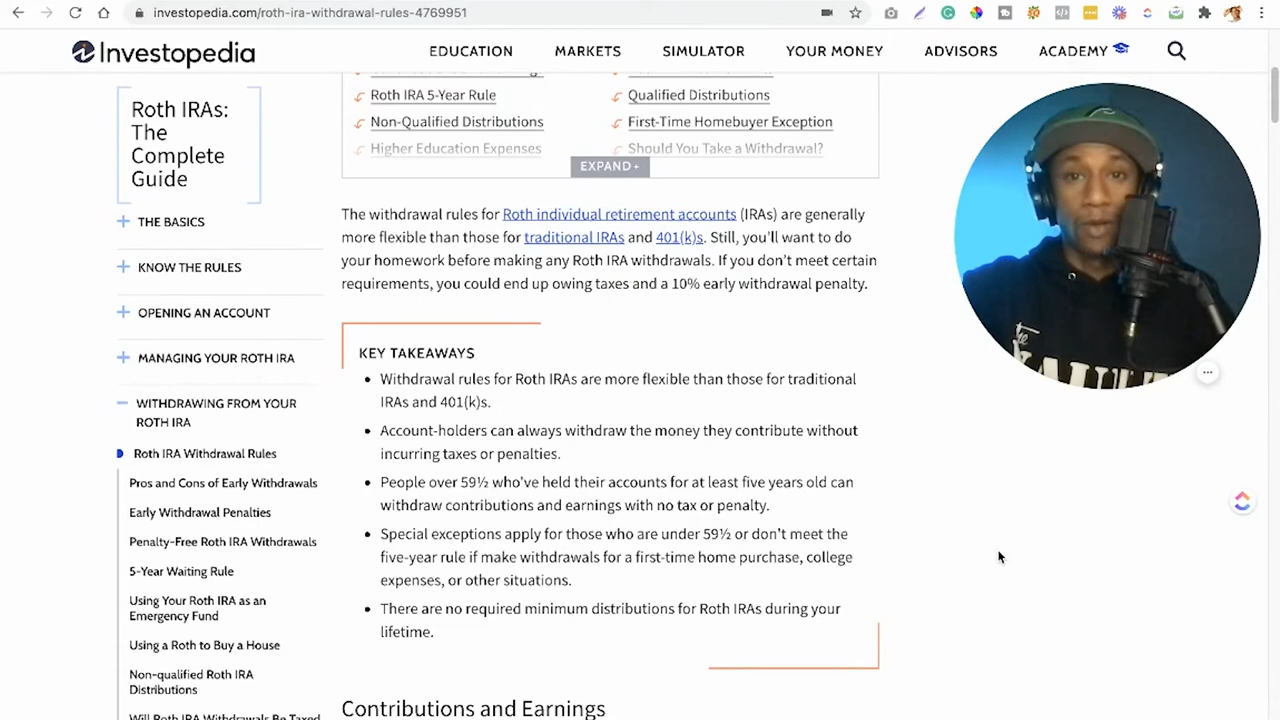 investopedia.com/roth-ira-withdrawal-rules-4769951
Investopedia
EDUCATION
MARKETS
SIMULATOR
YOUR MONEY
ADVISORS
ACADEMY
Roth IRAs:
The
Complete
Guide
THE BASICS
KNOW THE RULES
OPENING AN ACCOUNT
MANAGING YOUR ROTH IRA
WITHDRAWING FROM YOUR
ROTH IRA
Roth IRA Withdrawal Rules
Pros and Cons of Early Withdrawals
Early Withdrawal Penalties
Penalty-Free Roth IRA Withdrawals
5-Year Waiting Rule
Using Your Roth IRA as an
Emergency Fund
Using a Roth to Buy a House
Non-qualified Roth IRA
Distributions
Will Roth IRA Withdrawals Be Taxed
Roth IRA 5-Year Rule
Qualified Distributions
Non-Qualified Distributions
First-Time Homebuyer Exception
Higher Education Expenses
Should You Take a Withdrawal?
EXPAND+
The withdrawal rules for Roth individual retirement accounts (IRAs) are generally
more flexible than those for traditional IRAs and 401(k)s. Still, you'll want to do
your homework before making any Roth IRA withdrawals. If you don't meet certain
requirements, you could end up owing taxes and a 10% early withdrawal penalty.
KEY TAKEAWAYS
• Withdrawal rules for Roth IRAs are more flexible than those for traditional
IRAs and 401(k)s.
• Account-holders can always withdraw the money they contribute without
incurring taxes or penalties.
• People over 59½ who've held their accounts for at least five years old can
withdraw contributions and earnings with no tax or penalty.
• Special exceptions apply for those who are under 59½ or don't meet the
five-year rule if make withdrawals for a first-time home purchase, college
expenses, or other situations.
• There are no required minimum distributions for Roth IRAs during your
lifetime.
Contributions and Earnings
The